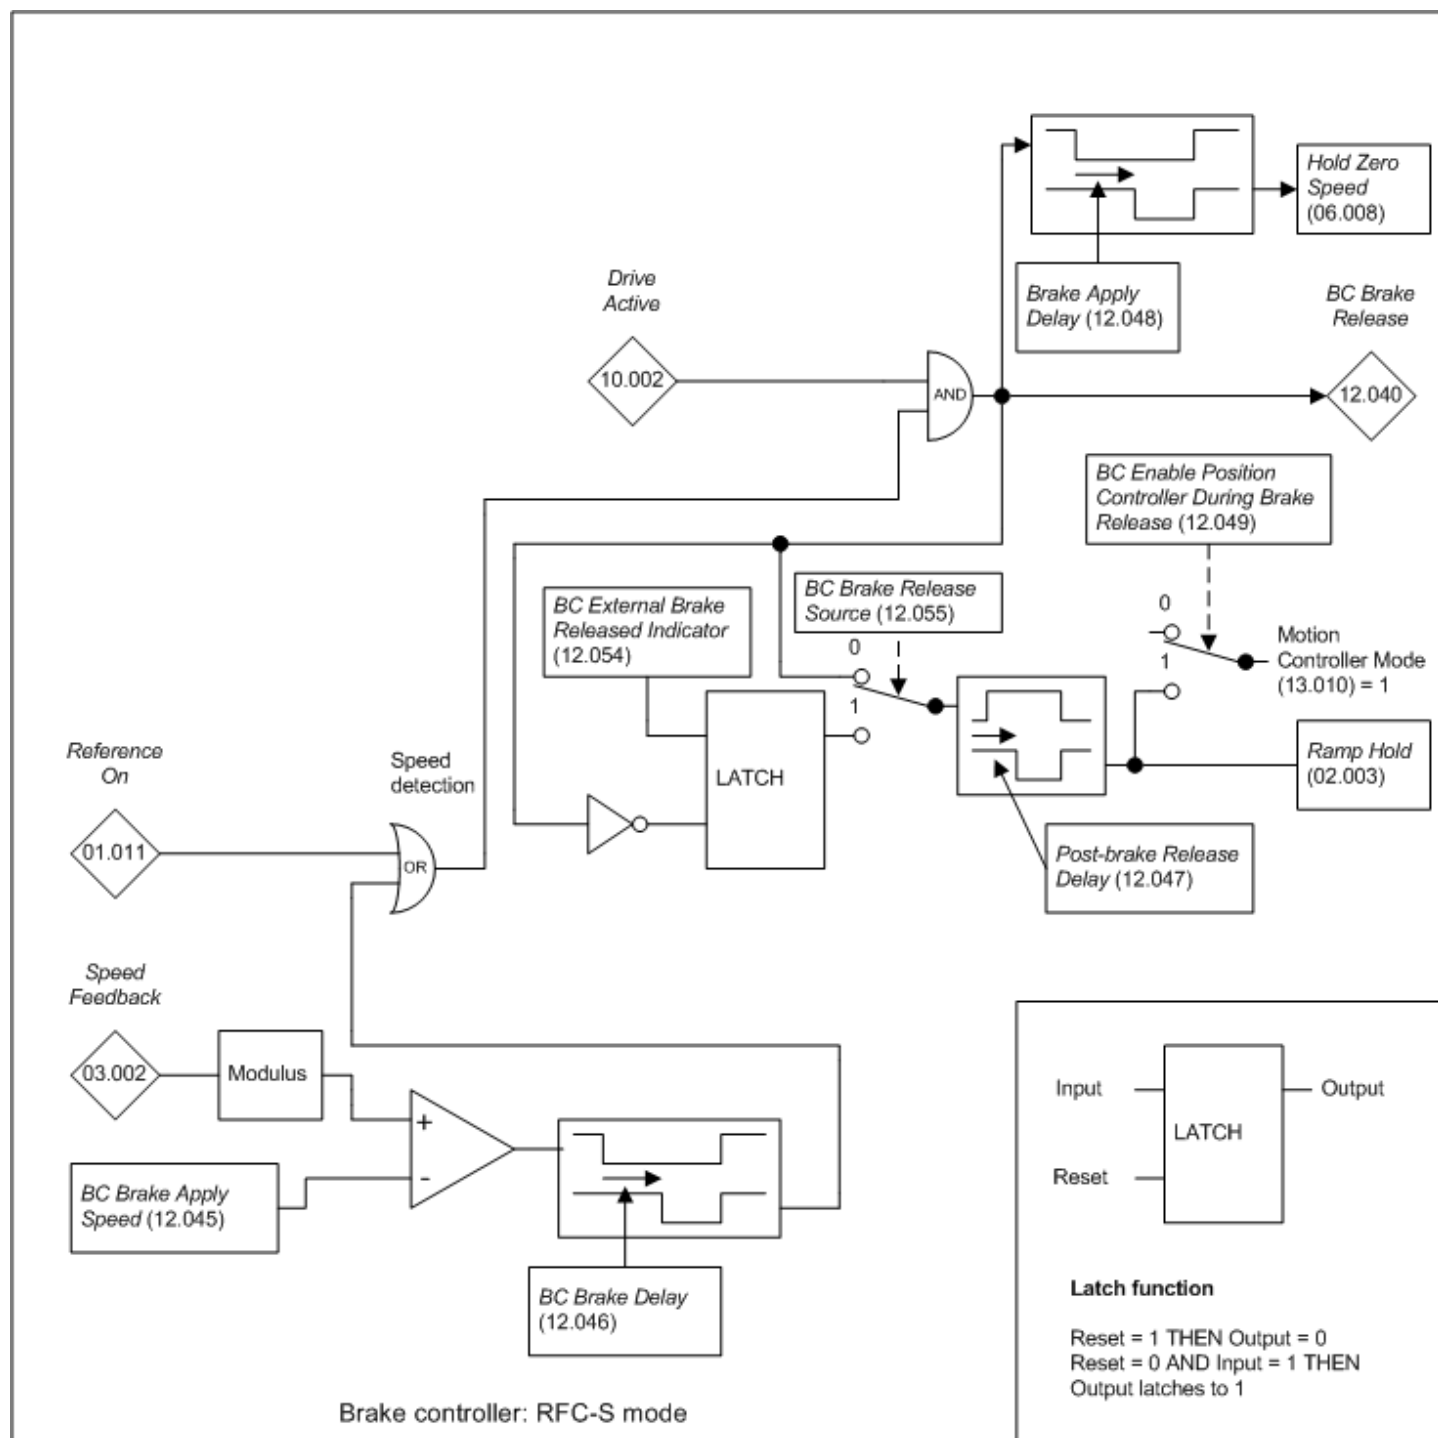 Hold Zero
Speed
(06.008)
Drive
Active
Brake Apply
Delay (12.048)
BC Brake
Release
10.002
AND
12.040
BC Enable Position
Controller During Brake
Release (12.049)
BC External Brake
Released Indicator
(12.054)
BC Brake Release
Source (12.055)
0
1
0
1
Motion
Controller Mode
(13.010) = 1
Reference
On
Speed
detection
LATCH
Ramp Hold
(02.003)
01.011
OR
Post-brake Release
Delay (12.047)
Speed
Feedback
03.002
Modulus
+
-
BC Brake Apply
Speed (12.045)
BC Brake Delay
(12.046)
Input
Output
LATCH
Reset
Latch function
Reset = 1 THEN Output = 0
Reset = 0 AND Input = 1 THEN
Output latches to 1
Brake controller: RFC-S mode